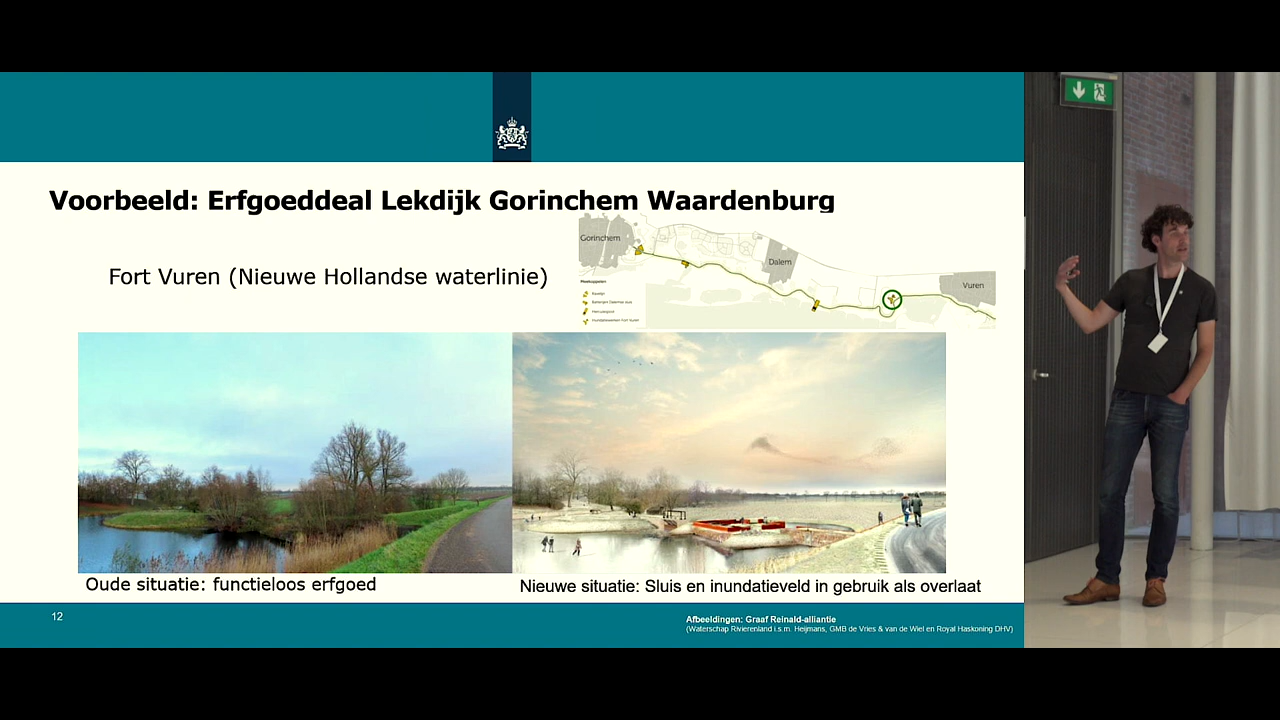 Voorbeeld: Erfgoeddeal Lekdijk Gorinchem Waardenburg
Fort Vuren (Nieuwe Hollandse waterlinie)
Gorinchem
Dalem
Vuren
Oude situatie: functieloos erfgoed
Nieuwe situatie: Sluis en inundatieveld in gebruik als overlaat
12
Afbeeldingen: Graaf Reinald-alliantie
(Waterschap Rivierenland i.s.m. Heijmans, GMB de Vries & van de Wiel en Royal Haskoning DHV)